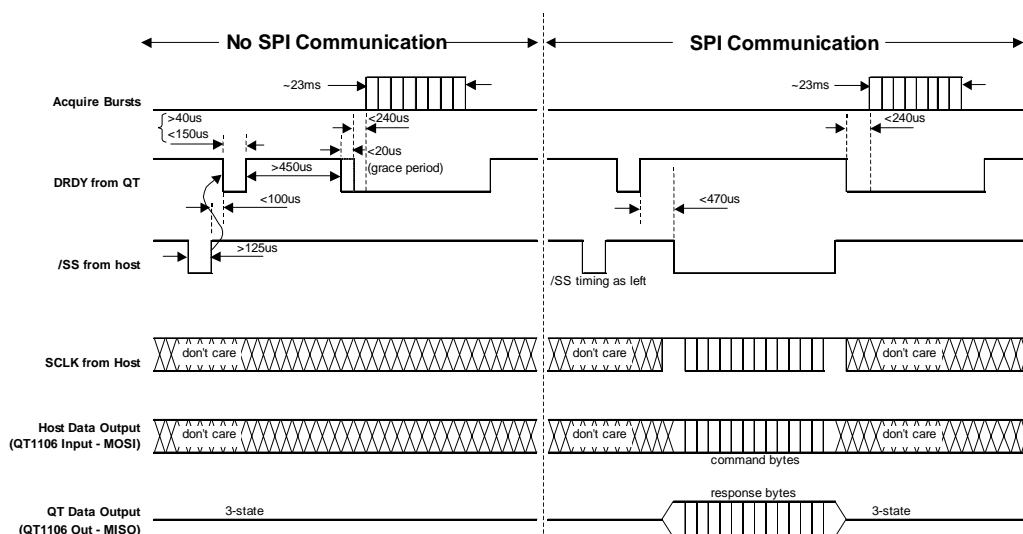 No SPI Communication
SPI Communication
~23ms
~23ms
Acquire Bursts
>40us
<150us
<240us
<240us
<20us
(grace period)
>450us
DRDY from QT
<100us
<470us
>125us
/SS from host
/SS timing as left
SCLK from Host
don't care
don't care
don't care
Host Data Output
(QT1106 Input - MOSI)
don't care
don't care
don't care
command bytes
response bytes
QT Data Output
(QT1106 Out - MISO)
3-state
3-state